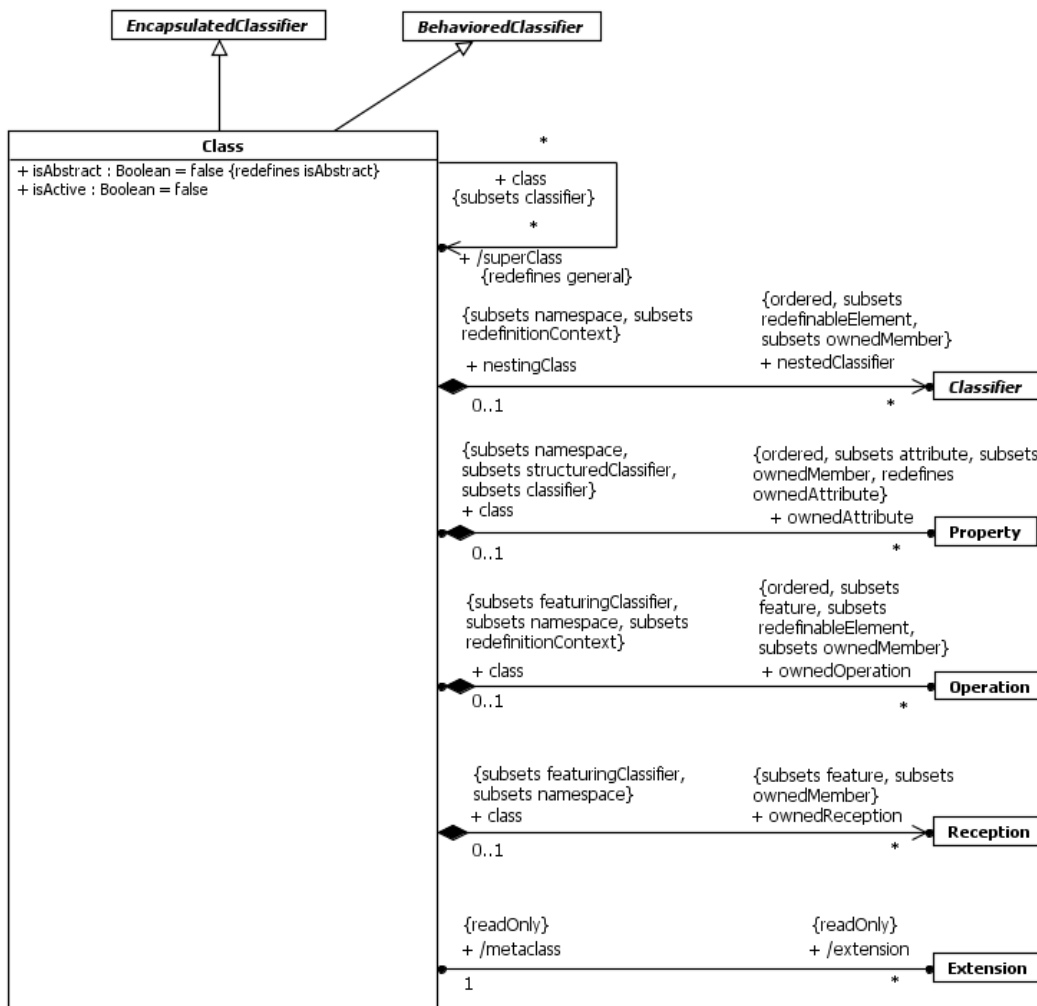 EncapsulatedClassifier
BehavioredClassifier
Class
+ isAbstract : Boolean = false {redefines isAbstract}
+ isActive : Boolean = false
*
+ class
{subsets classifier}
*
+ /superClass
{redefines general}
{subsets namespace, subsets
redefinitionContext}
+ nestingClass
0..1
{ordered, subsets
redefinableElement,
subsets ownedMember}
+ nestedClassifier
*
Classifier
{subsets namespace,
subsets structuredClassifier,
subsets classifier}
+ class
0..1
{ordered, subsets attribute, subsets
ownedMember, redefines
ownedAttribute}
+ ownedAttribute
*
Property
{subsets featuringClassifier,
subsets namespace, subsets
redefinitionContext}
+ class
0..1
{ordered, subsets
feature, subsets
redefinableElement,
subsets ownedMember}
+ ownedOperation
*
Operation
{subsets featuringClassifier,
subsets namespace}
+ class
0..1
{subsets feature, subsets
ownedMember}
+ ownedReception
*
Reception
{readOnly}
+ /metaclass
1
{readOnly}
+ /extension
*
Extension